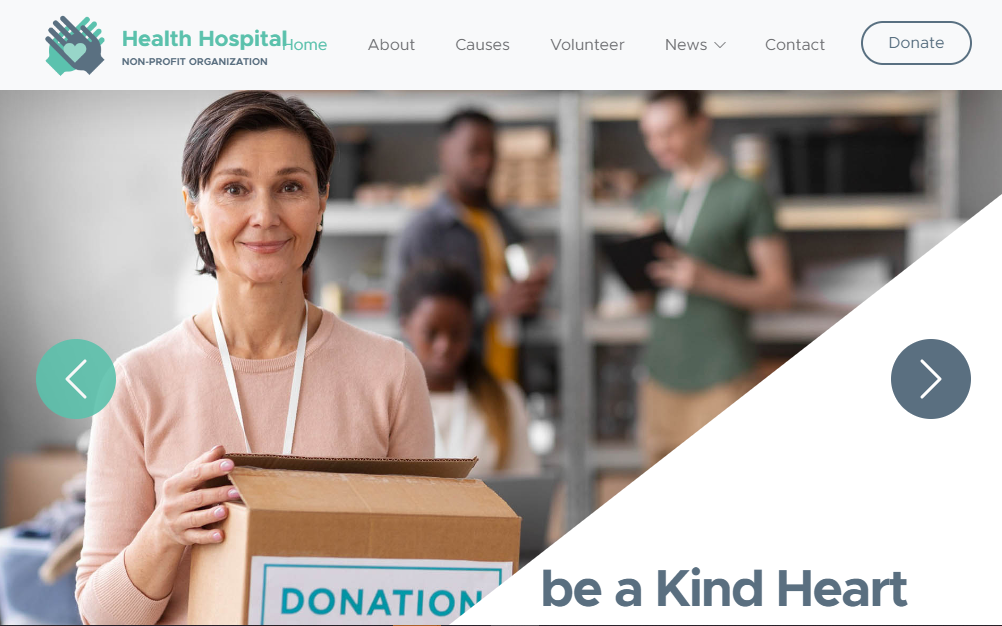 Health Hospital
NON-PROFIT ORGANIZATION
Home
About
Causes
Volunteer
News
Contact
Donate
DONATION
be a Kind Heart